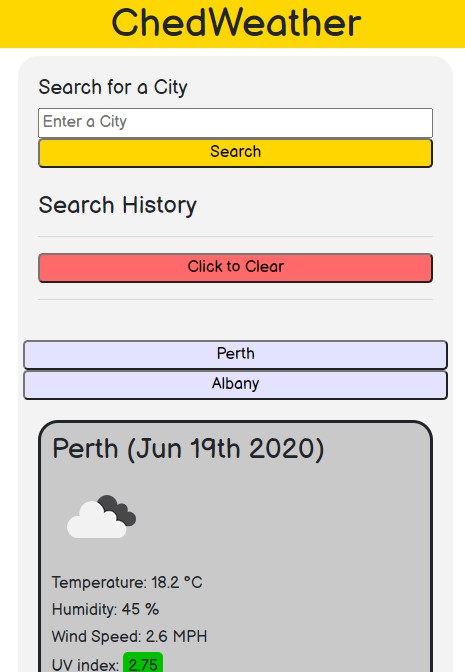 ChedWeather
Search for a City
Enter a City
Search
Search History
Click to Clear
Perth
Albany
Perth (Jun 19th 2020)
Temperature: 18.2 °C
Humidity: 45 %
Wind Speed: 2.6 MPH
UV index: 2.75